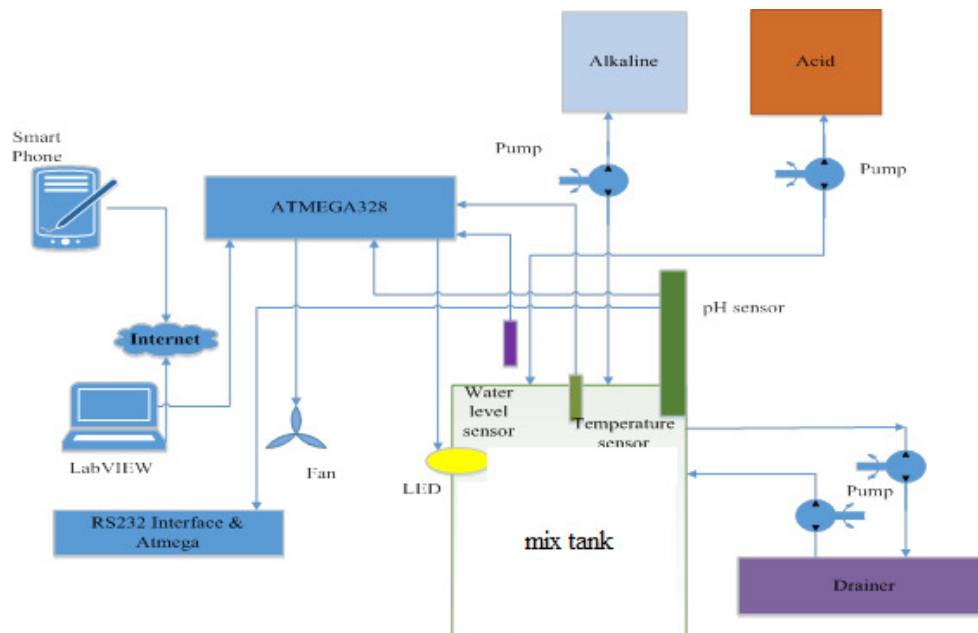 Alkaline
Acid
Smart
Phone
Pump
Pump
ATMEGA328
pH sensor
Internet
Water
level
sensor
Temperature
sensor
LabVIEW
Fan
LED
Pump
RS232 Interface &
Atmega
mix tank
Drainer